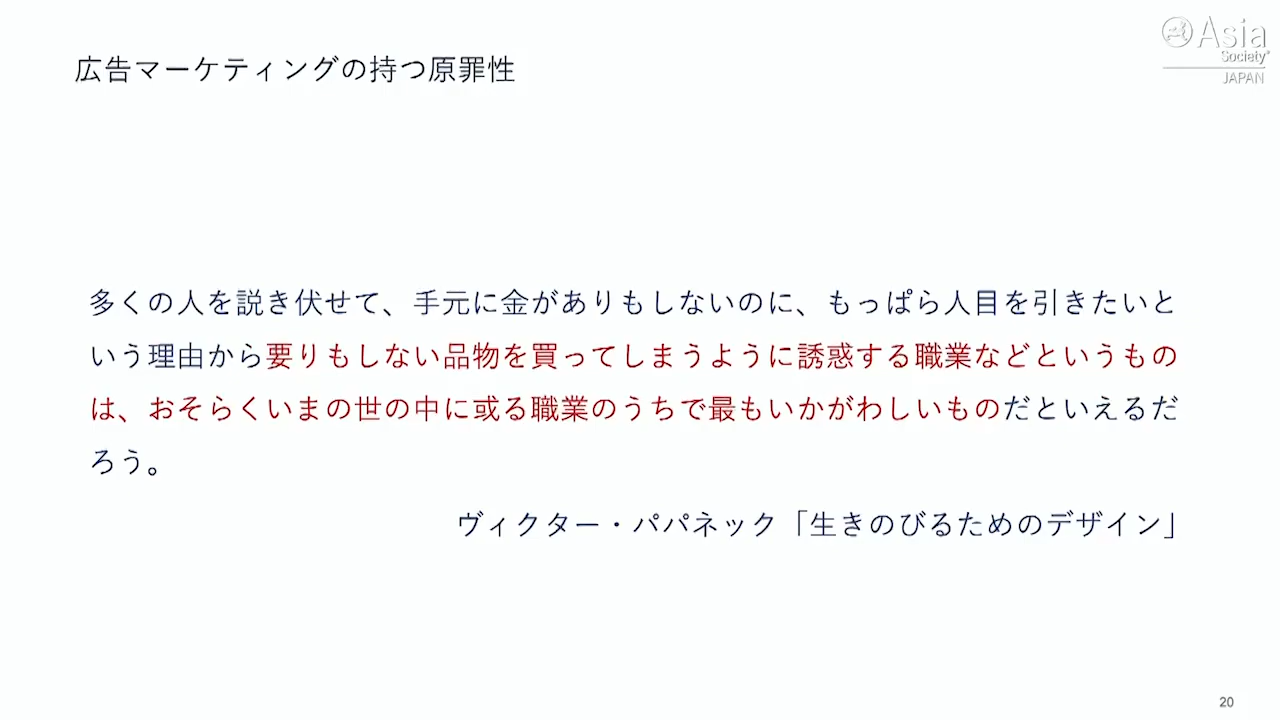 Asia
Society
JAPAN
広告マーケティングの持つ原罪性
多くの人を説き伏せて、手元に金がありもしないのに、もっぱら人目を引きたいと
いう理由から要りもしない品物を買ってしまうように誘惑する職業などというもの
は、おそらくいまの世の中に或る職業のうちで最もいかがわしいものだといえるだ
ろう。
ヴィクター・パパネック「生きのびるためのデザイン」
20